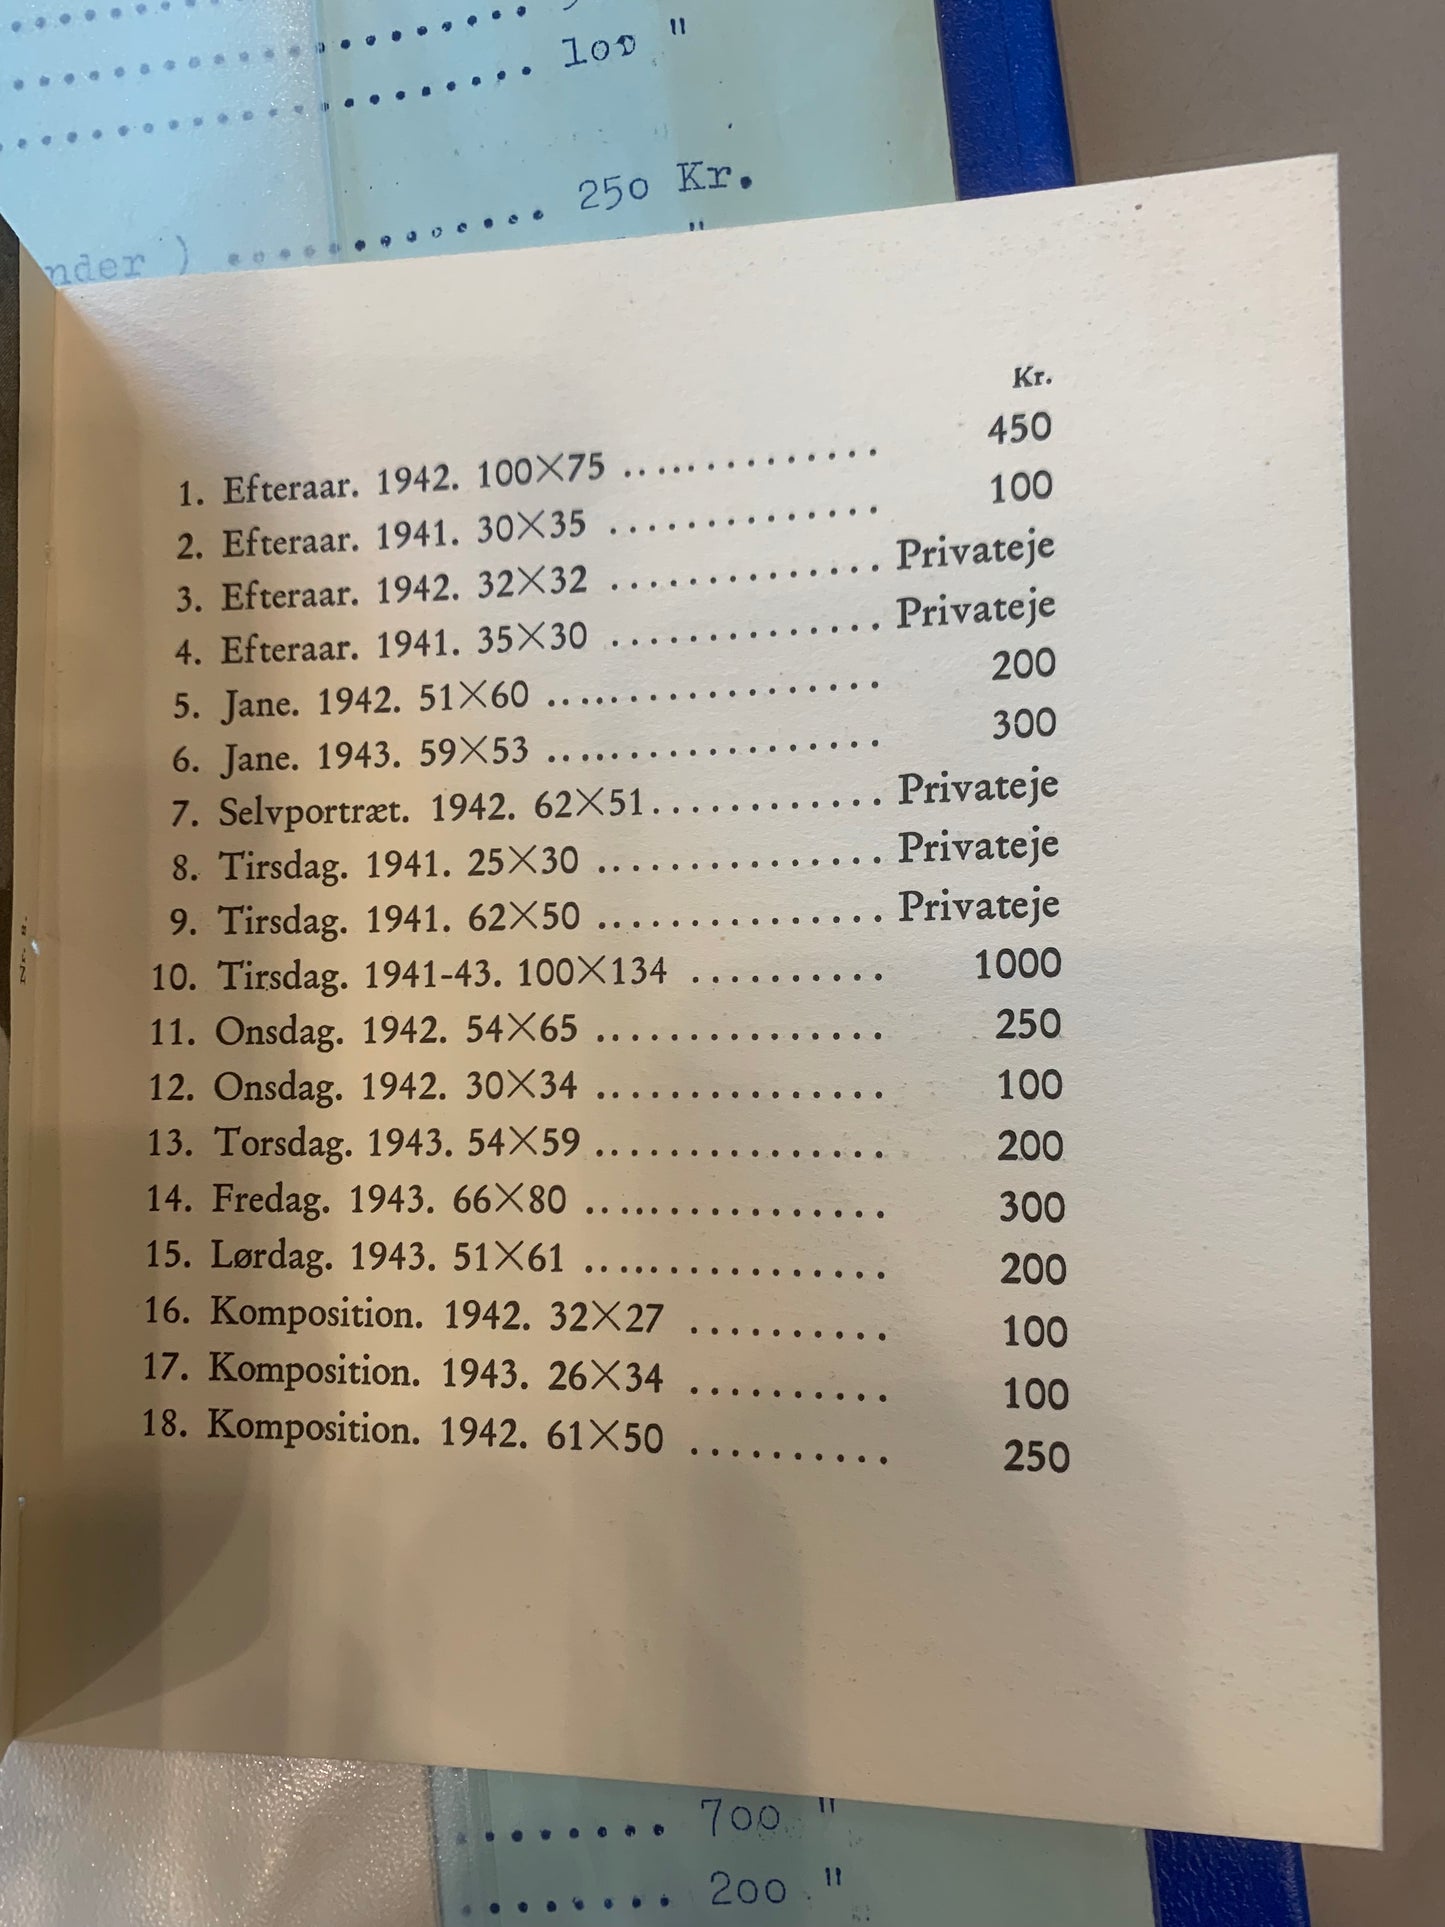 100 "
250 Kr.
nder ) "
Kr.
1. Efteraar. 1942. 100×75 ................ 450
2. Efteraar. 1941. 30×35 ................ 100
3. Efteraar. 1942. 32×32 ................ Privateje
4. Efteraar. 1941. 35×30 ................ Privateje
5. Jane. 1942. 51×60 .................... 200
6. Jane. 1943. 59×53 .................... 300
7. Selvportræt. 1942. 62×51 ............. Privateje
8. Tirsdag. 1941. 25×30 ................. Privateje
9. Tirsdag. 1941. 62×50 ................. Privateje
10. Tirsdag. 1941-43. 100×134 ........... 1000
11. Onsdag. 1942. 54×65 ................ 250
12. Onsdag. 1942. 30×34 ................ 100
13. Torsdag. 1943. 54×59 ............... 200
14. Fredag. 1943. 66×80 ................ 300
15. Lørdag. 1943. 51×61 ................ 200
16. Komposition. 1942. 32×27 ........... 100
17. Komposition. 1943. 26×34 ........... 100
18. Komposition. 1942. 61×50 ........... 250
700 "
200 "